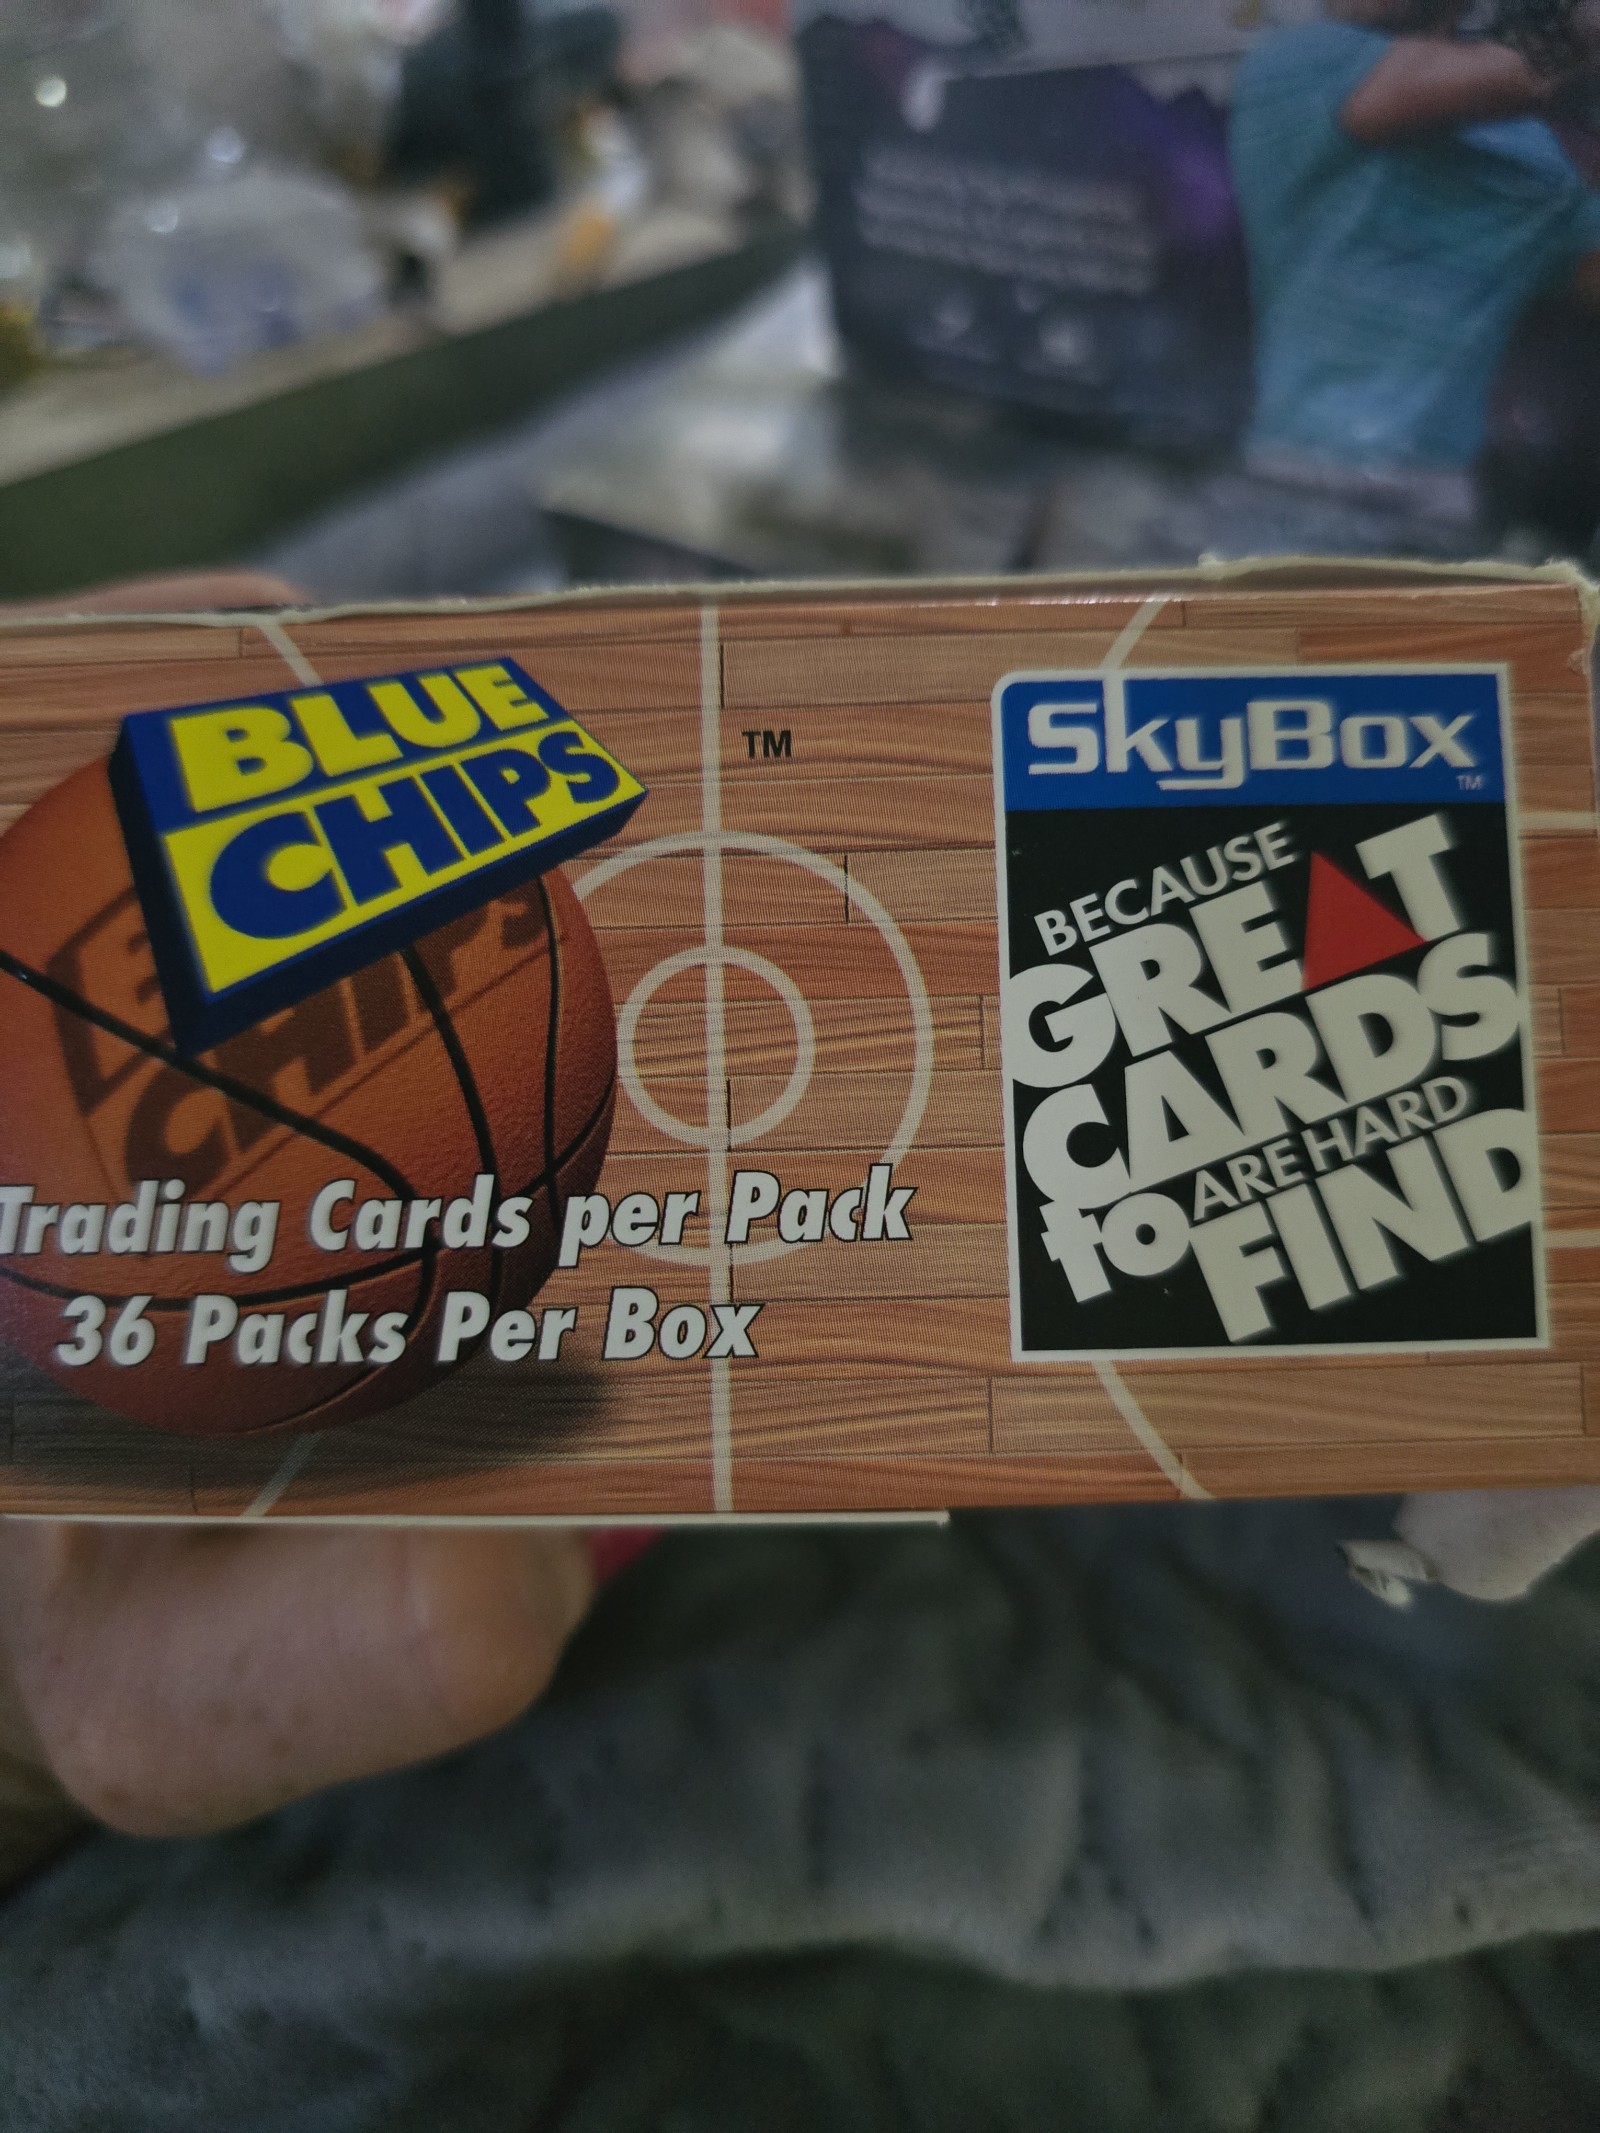 BLUE
CHIPS
TM
Trading Cards per Pack
36 Packs Per Box
SkyBox
TM
BECAUSE
GREAT
CARDS
ARE HARD
to FIND